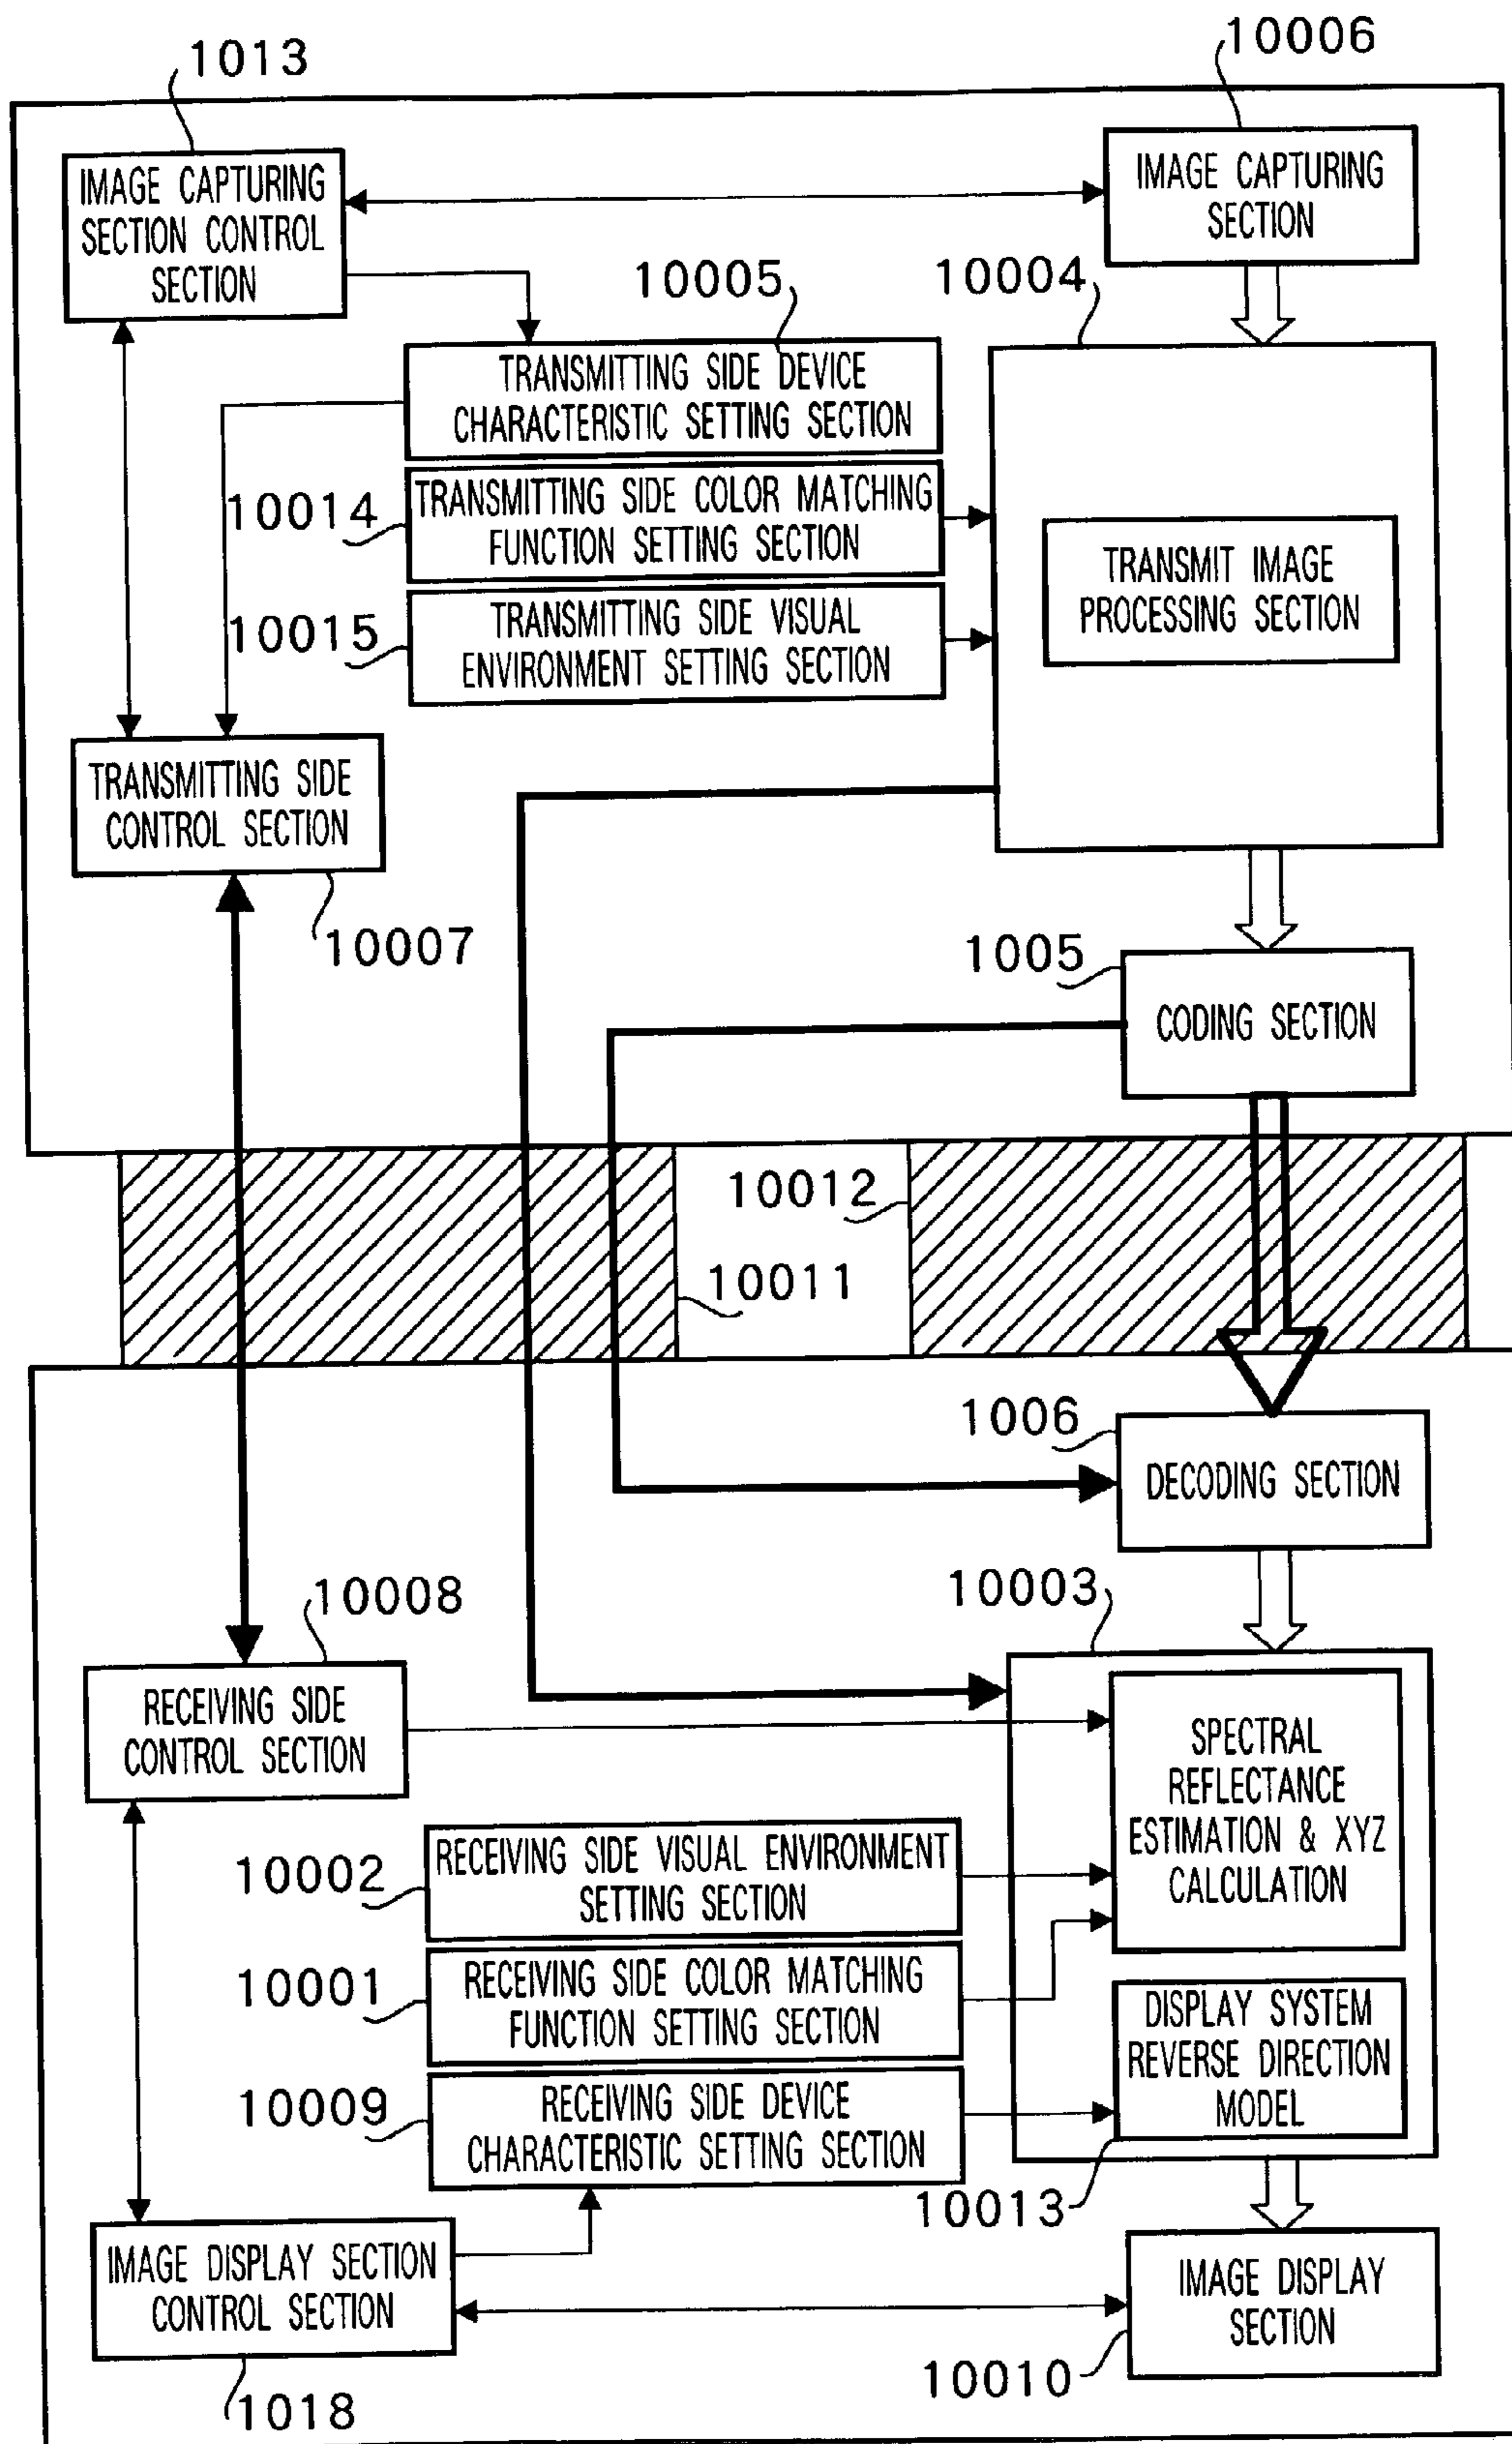 1013
10006
IMAGE CAPTURING
SECTION CONTROL
SECTION
IMAGE CAPTURING
SECTION
10005
10004
TRANSMITTING SIDE DEVICE
CHARACTERISTIC SETTING SECTION
10014
TRANSMITTING SIDE COLOR MATCHING
FUNCTION SETTING SECTION
TRANSMIT IMAGE
PROCESSING SECTION
10015
TRANSMITTING SIDE VISUAL
ENVIRONMENT SETTING SECTION
TRANSMITTING SIDE
CONTROL SECTION
10007
1005
CODING SECTION
10012
10011
1006
DECODING SECTION
10008
10003
RECEIVING SIDE
CONTROL SECTION
SPECTRAL
REFLECTANCE
ESTIMATION & XYZ
CALCULATION
10002
RECEIVING SIDE VISUAL ENVIRONMENT
SETTING SECTION
10001
RECEIVING SIDE COLOR MATCHING
FUNCTION SETTING SECTION
DISPLAY SYSTEM
REVERSE DIRECTION
MODEL
10009
RECEIVING SIDE DEVICE
CHARACTERISTIC SETTING SECTION
10013
IMAGE DISPLAY SECTION
CONTROL SECTION
IMAGE DISPLAY
SECTION
10010
1018